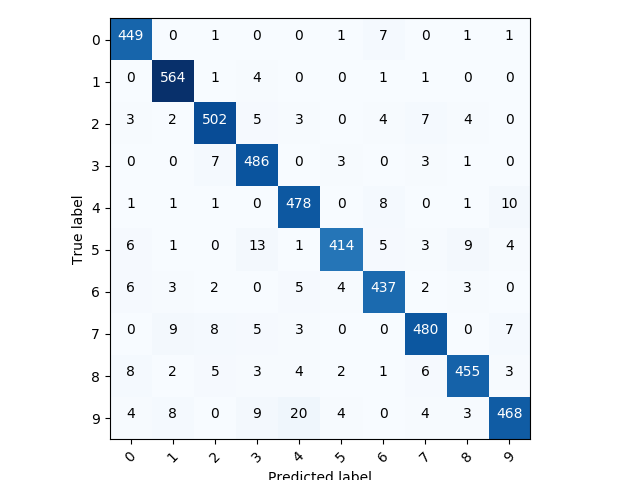 0 449 0 1 0 0 1 7 0 1 1
1 0 564 1 4 0 0 1 1 0 0
2 3 2 502 5 3 0 4 7 4 0
3 0 0 7 486 0 3 0 3 1 0
4 1 1 1 0 478 0 8 0 1 10
5 6 1 0 13 1 414 5 3 9 4
6 6 3 2 0 5 4 437 2 3 0
7 0 9 8 5 3 0 0 480 0 7
8 8 2 5 3 4 2 1 6 455 3
9 4 8 0 9 20 4 0 4 3 468
True label
0 1 2 3 4 5 6 7 8 9
Predicted label